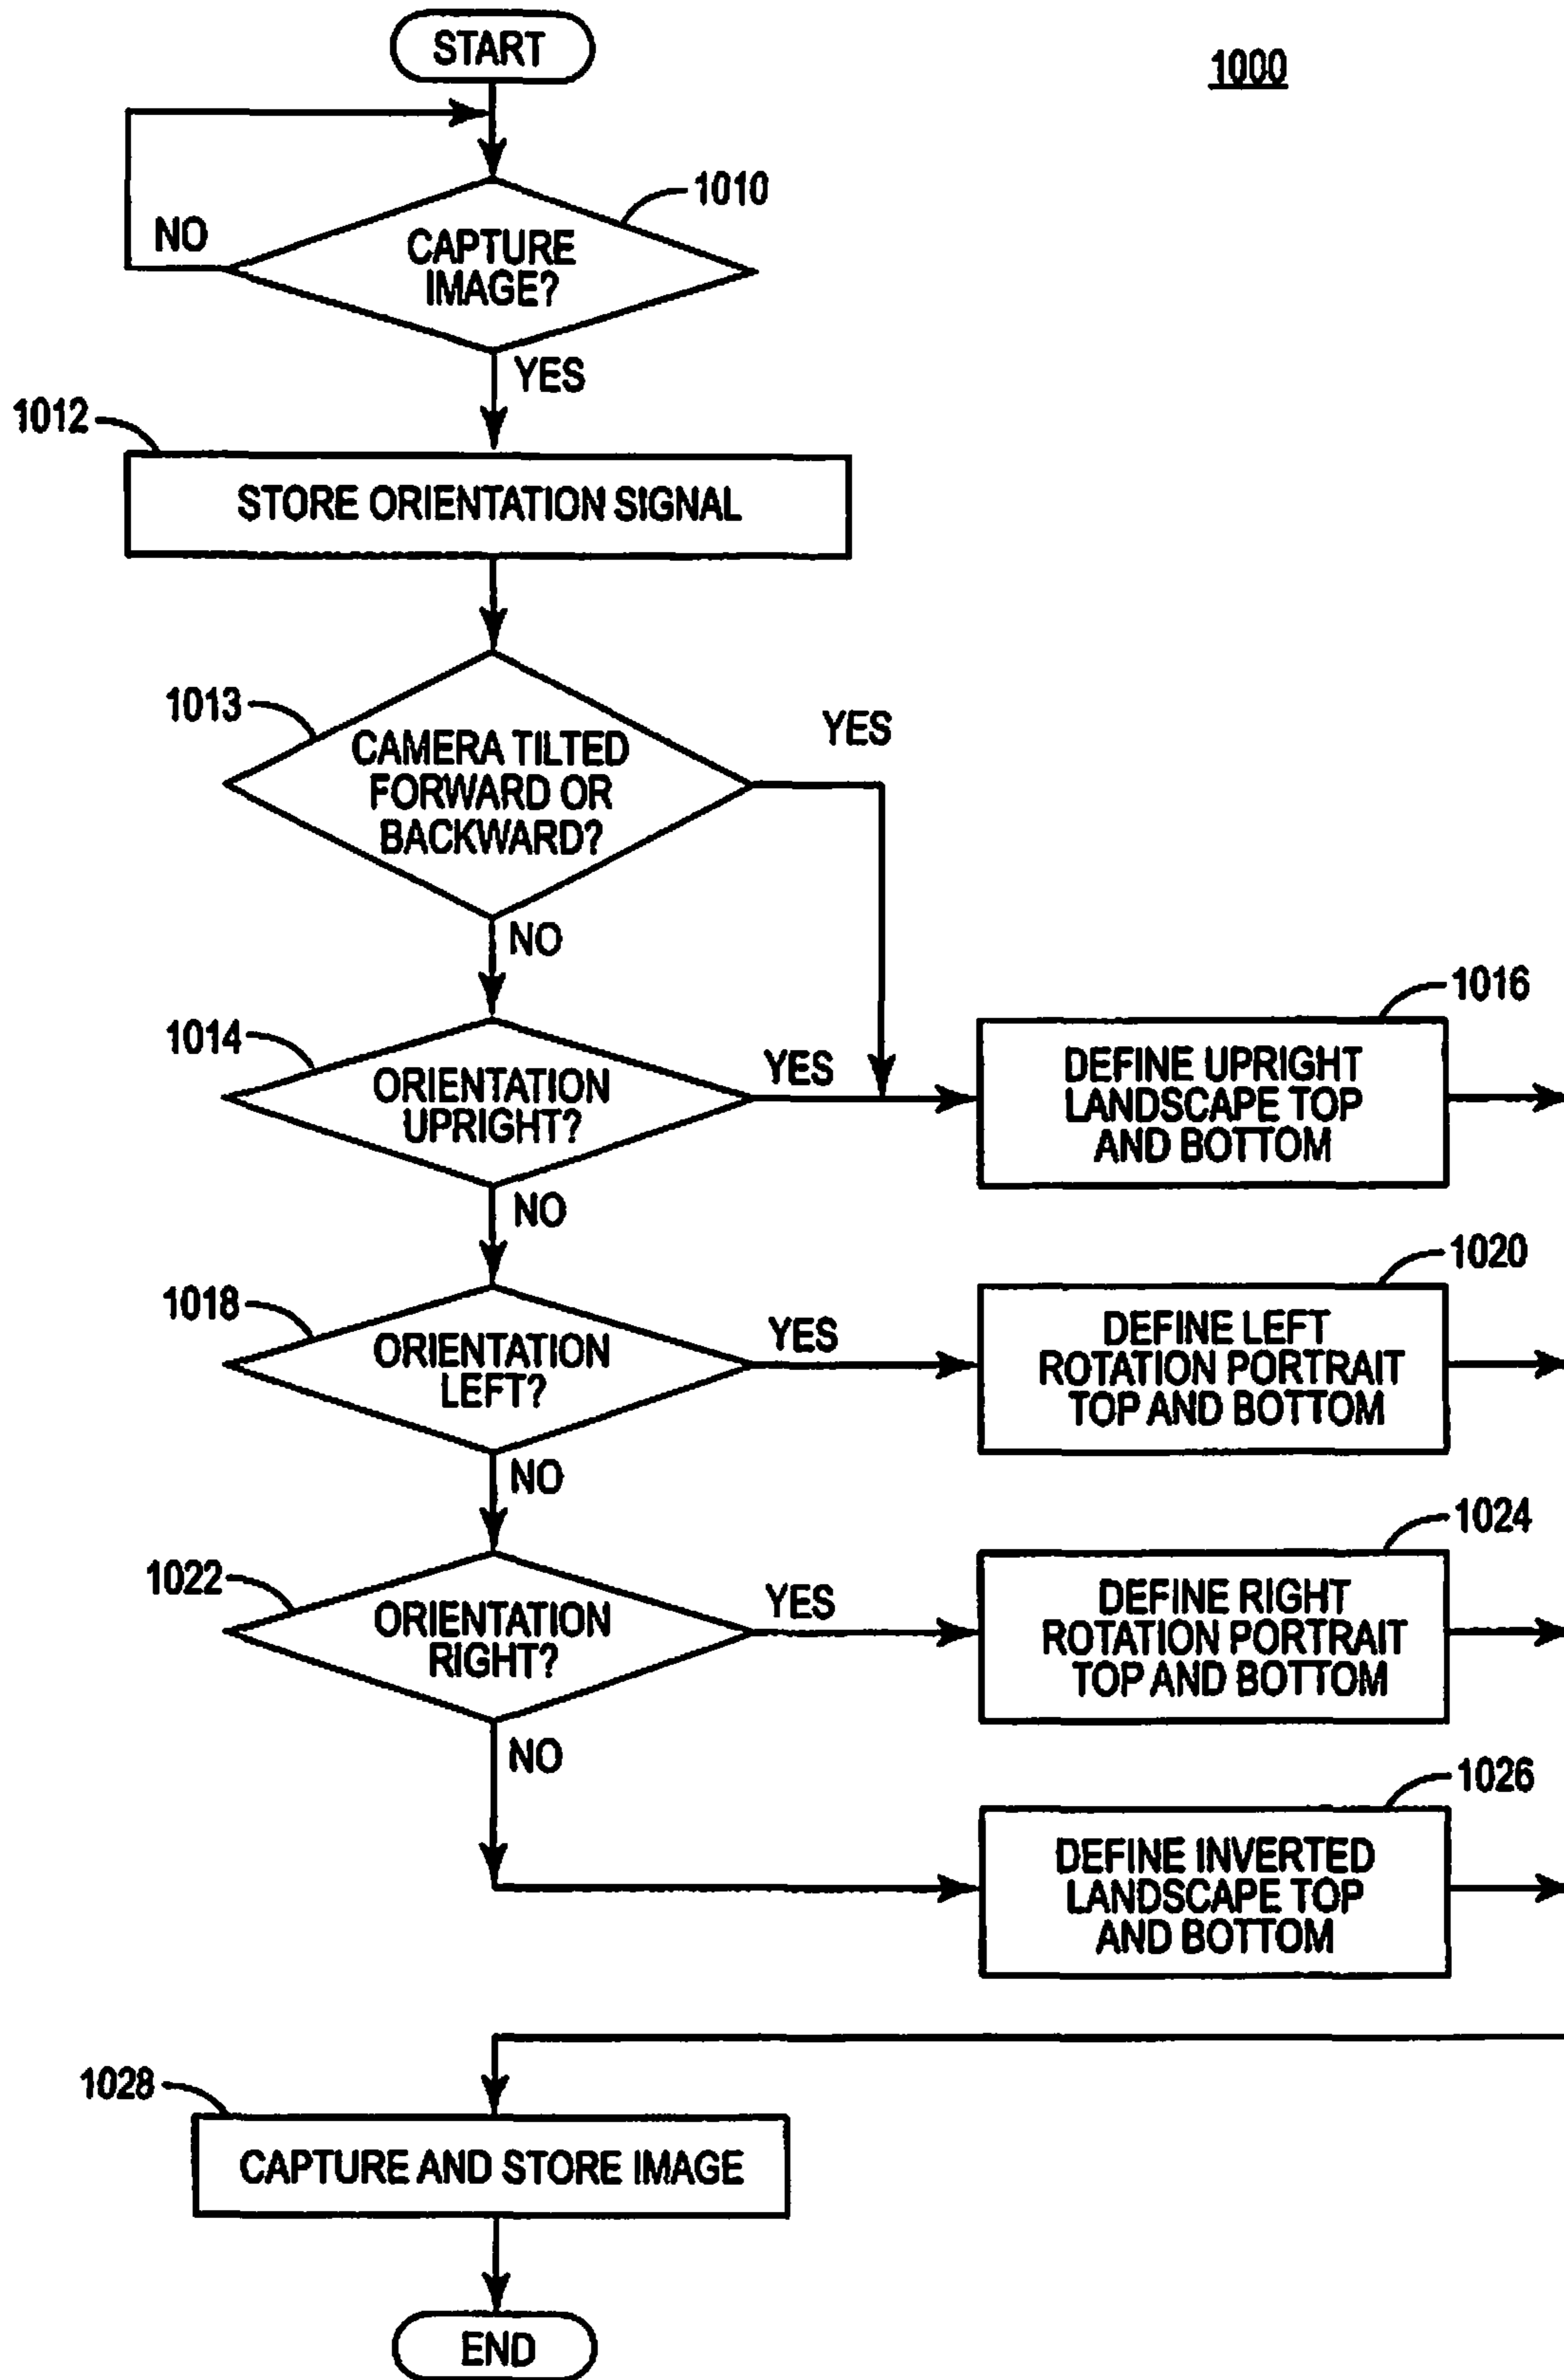 START
1000
1010
CAPTURE
IMAGE?
NO
YES
1012
STORE ORIENTATION SIGNAL
1013
CAMERA TILTED
FORWARD OR
BACKWARD?
YES
NO
1014
ORIENTATION
UPRIGHT?
YES
1016
DEFINE UPRIGHT
LANDSCAPE TOP
AND BOTTOM
NO
1018
ORIENTATION
LEFT?
YES
1020
DEFINE LEFT
ROTATION PORTRAIT
TOP AND BOTTOM
NO
1022
ORIENTATION
RIGHT?
YES
1024
DEFINE RIGHT
ROTATION PORTRAIT
TOP AND BOTTOM
NO
1026
DEFINE INVERTED
LANDSCAPE TOP
AND BOTTOM
1028
CAPTURE AND STORE IMAGE
END